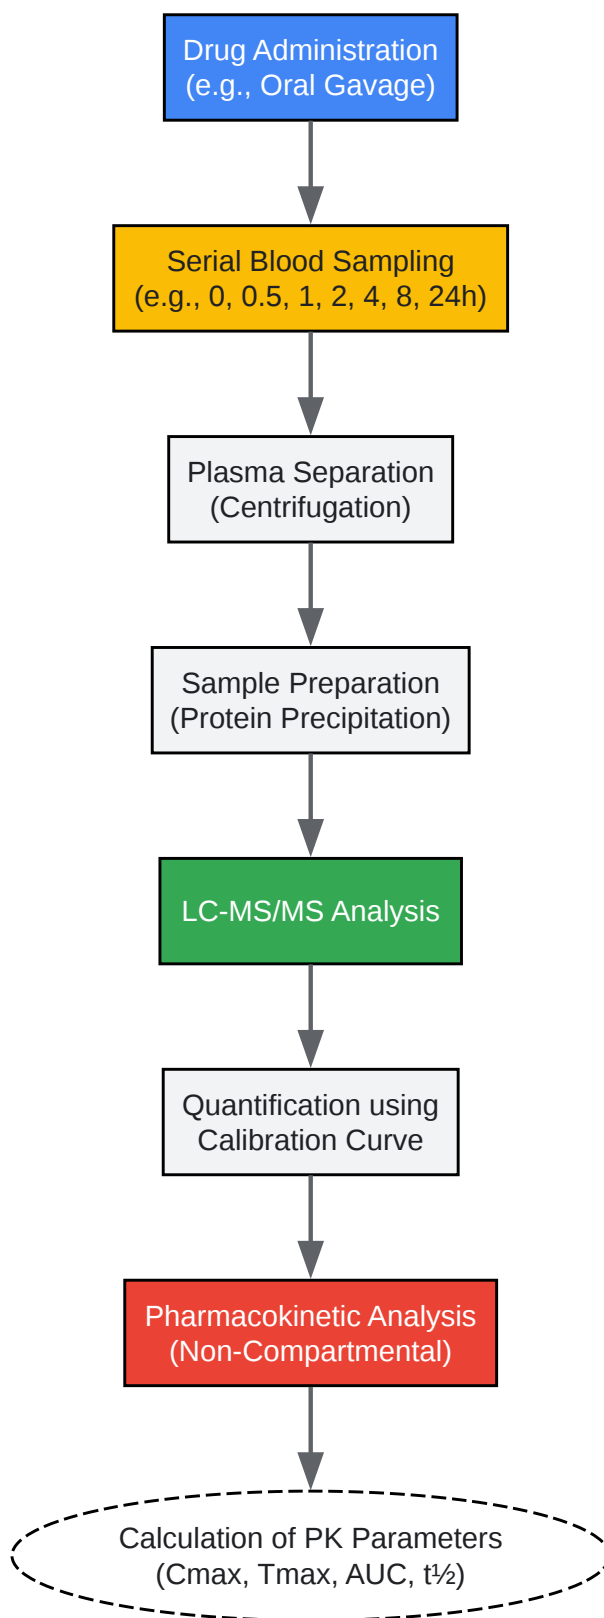 Drug Administration
(e.g., Oral Gavage)
Serial Blood Sampling
(e.g., 0, 0.5, 1, 2, 4, 8, 24h)
Plasma Separation
(Centrifugation)
Sample Preparation
(Protein Precipitation)
LC-MS/MS Analysis
Quantification using
Calibration Curve
Pharmacokinetic Analysis
(Non-Compartmental)
Calculation of PK Parameters
(Cmax, Tmax, AUC, t½)